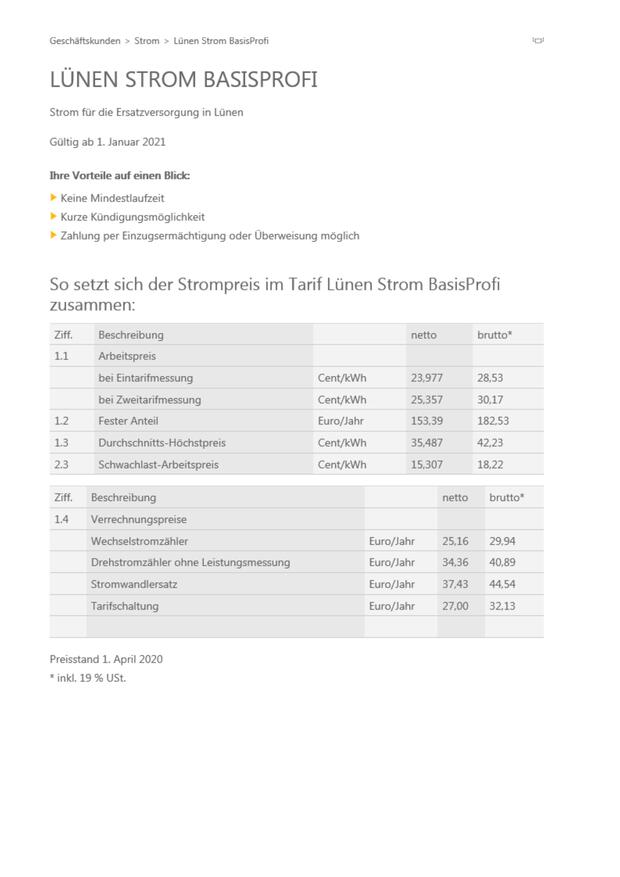 Geschäftskunden > Strom > Lünen Strom BasisProfi
LÜNEN STROM BASISPROFI
Strom für die Ersatzversorgung in Lünen
Gültig ab 1. Januar 2021
Ihre Vorteile auf einen Blick:
Keine Mindestlaufzeit
Kurze Kündigungsmöglichkeit
Zahlung per Einzugsermächtigung oder Überweisung möglich
So setzt sich der Strompreis im Tarif Lünen Strom BasisProfi
zusammen:
Ziff. Beschreibung netto brutto*
1.1 Arbeitspreis
bei Eintarifmessung Cent/kWh 23,977 28,53
bei Zweitarifmessung Cent/kWh 25,357 30,17
1.2 Fester Anteil Euro/Jahr 153,39 182,53
1.3 Durchschnitts-Höchstpreis Cent/kWh 35,487 42,23
2.3 Schwachlast-Arbeitspreis Cent/kWh 15,307 18,22
Ziff. Beschreibung netto brutto*
1.4 Verrechnungspreise
Wechselstromzähler Euro/Jahr 25,16 29,94
Drehstromzähler ohne Leistungsmessung Euro/Jahr 34,36 40,89
Stromwandlersatz Euro/Jahr 37,43 44,54
Tarifschaltung Euro/Jahr 27,00 32,13
Preisstand 1. April 2020
* inkl. 19 % USt.